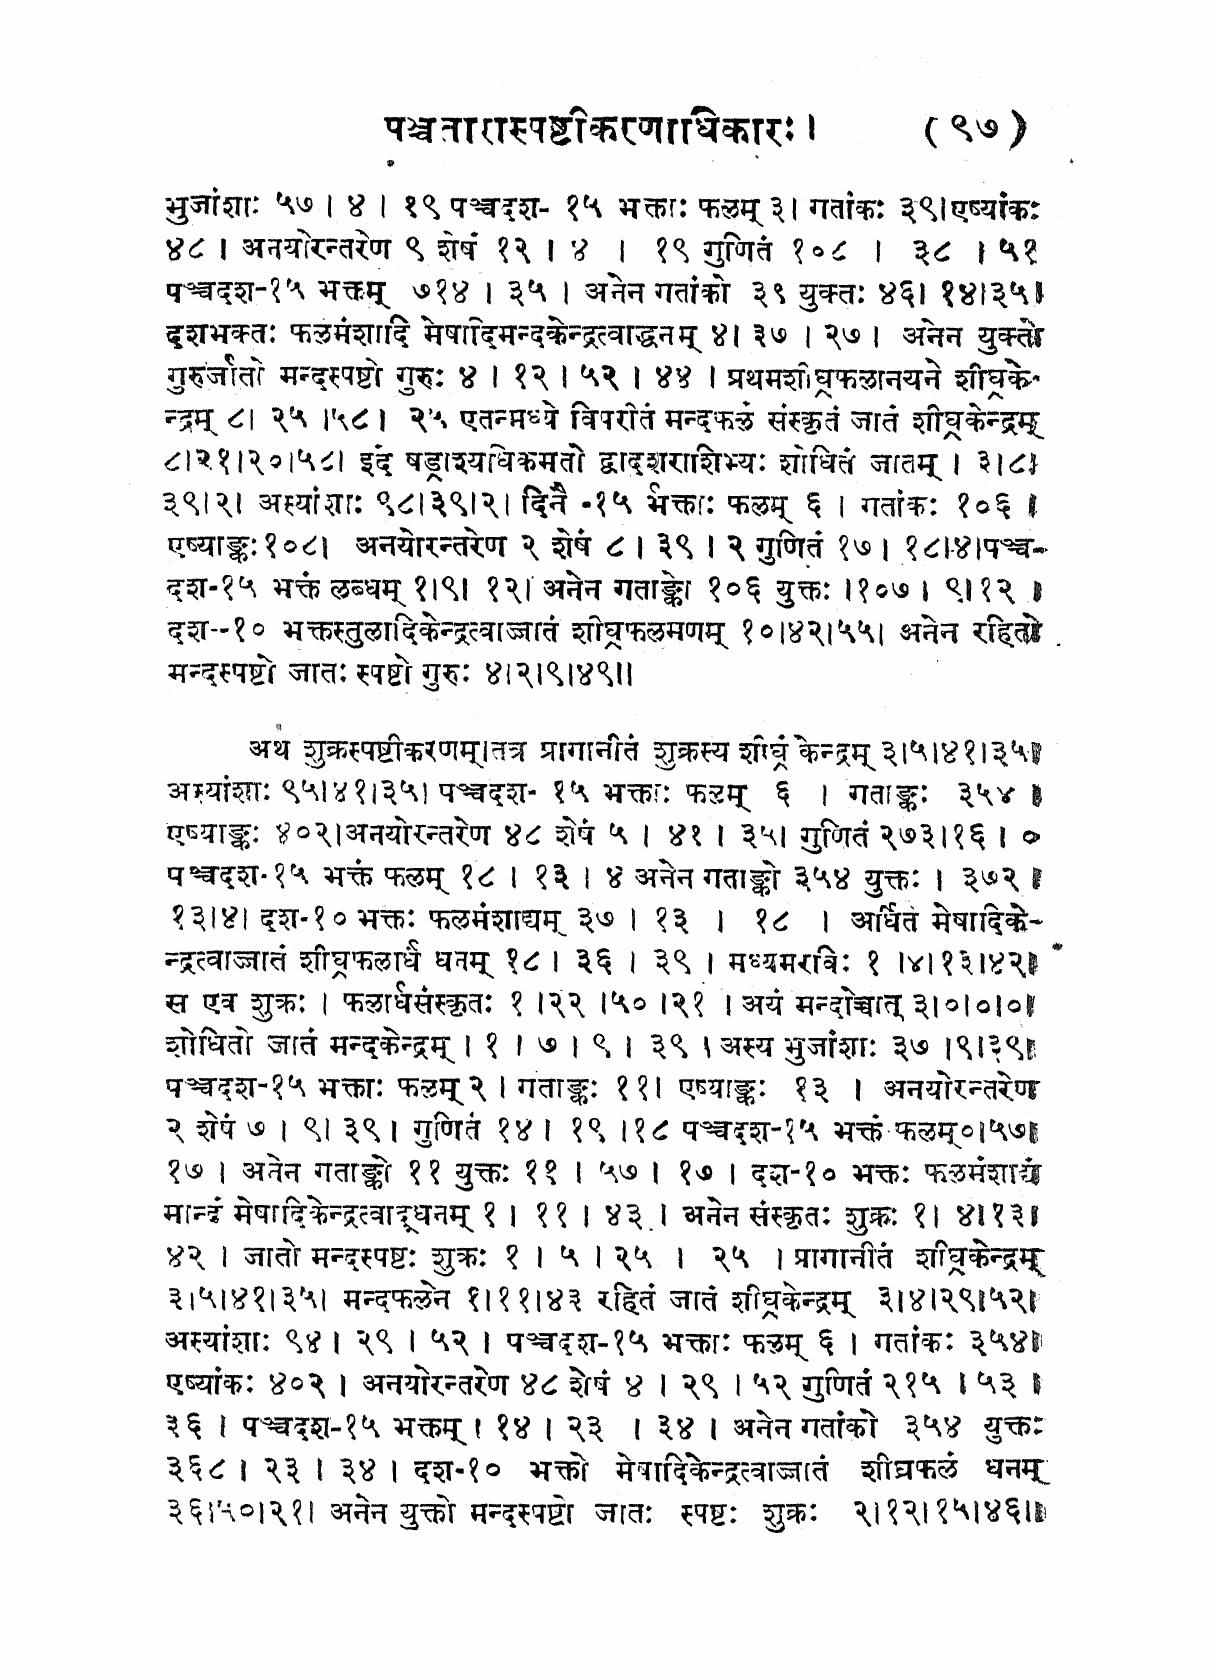 पञ्चतारास्पष्टीकरणाधिकारः । (९७)
भुजांशाः ५७ । ४ । १९ पञ्चदश- १५ भक्ताः फलम् ३। गतांकः ३९।एष्यांकः
४८ । अनयोरन्तरेण ९ शेषं १२ । ४ । १९ गुणितं १०८ । ३८ । ५१
पञ्चदश-१५ भक्तम् ७१४ । ३५ । अनेन गतांको ३९ युक्तः ४६। १४।३५।
दशभक्तः फलमंशादि मेषादिमन्दकेन्द्रत्वाद्धनम् ४। ३७ । २७ । अनेन युक्तो
गुरुर्जातो मन्दस्पष्टो गुरुः ४ । १२ । ५२ । ४४ । प्रथमशीघ्रफलानयने शीघ्रके-
न्द्रम् ८। २५ ।५८। २५ एतन्मध्ये विपरीतं मन्दफलं संस्कृतं जातं शीघ्रकेन्द्रम्
८।२१।२०।५८। इदं षड्राश्यधिकमतो द्वादशराशिभ्यः शोधितं जातम् । ३।८।
३९।२। अस्यांशाः ९८।३९।२। दिनै -१५ र्भक्ताः फलम् ६ । गतांकः १०६ ।
एष्याङ्कः१०८। अनयोरन्तरेण २ शेषं ८ । ३९ । २ गुणितं १७ । १८।४।पञ्च-
दश-१५ भक्तं लब्धम् १।९। १२। अनेन गताङ्को १०६ युक्तः ।१०७ । ९।१२ ।
दश--१० भक्तस्तुलादिकेन्द्रत्वाज्जातं शीघ्रफलमणम् १०।४२।५५। अनेन रहितो
मन्दस्पष्टो जातः स्पष्टो गुरुः ४।२।९।४९।।
अथ शुक्रस्पष्टीकरणम्।तत्र प्रागानीतं शुक्रस्य शीघ्रं केन्द्रम् ३।५।४१।३५।
अस्यांशाः ९५।४१।३५। पञ्चदश- १५ भक्ताः फलम् ६ । गताङ्कः ३५४ ।
एष्याङ्कः ४०२।अनयोरन्तरेण ४८ शेषं ५ । ४१ । ३५। गुणितं २७३।१६ । ०
पञ्चदश-१५ भक्तं फलम् १८ । १३ । ४ अनेन गताङ्को ३५४ युक्तः । ३७२ ।
१३।४। दश-१० भक्तः फलमंशाद्यम् ३७ । १३ । १८ । अर्धितं मेषादिके-
न्द्रत्वाज्जातं शीघ्रफलार्धं धनम् १८ । ३६ । ३९ । मध्यमरविः १ ।४।१३।४२।
स एव शुक्रः । फलार्धसंस्कृतः १ ।२२ ।५० ।२१ । अयं मन्दोच्चात् ३।०।०।०।
शोधितो जातं मन्दकेन्द्रम् । १ । ७ । ९ । ३९ । अस्य भुजांशाः ३७ ।९।३९।
पञ्चदश-१५ भक्ताः फलम् २ । गताङ्कः ११। एष्याङ्कः १३ । अनयोरन्तरेण
२ शेषं ७ । ९। ३९। गुणितं १४। १९ ।१८ पञ्चदश-१५ भक्तं फलम्०।५७।
१७ । अनेन गताङ्को ११ युक्तः ११ । ५७ । १७ । दश-१० भक्तः फलमंशाद्यं
मान्दं मेषादिकेन्द्रत्वाद्धनम् १ । ११ । ४३ । अनेन संस्कृतः शुक्रः १। ४।१३।
४२ । जातो मन्दस्पष्टः शुक्रः १ । ५ । २५ । २५ । प्रागानीतं शीघ्रकेन्द्रम्
३।५।४१।३५। मन्दफलेन १।११।४३ रहितं जातं शीघ्रकेन्द्रम् ३।४।२९।५२।
अस्यांशाः ९४ । २९ । ५२ । पञ्चदश-१५ भक्ताः फलम् ६ । गतांकः ३५४।
एष्यांकः ४०२ । अनयोरन्तरेण ४८ शेषं ४ । २९ । ५२ गुणितं २१५ । ५३ ।
३६ । पञ्चदश-१५ भक्तम् । १४ । २३ । ३४ । अनेन गतांको ३५४ युक्तः
३६८ । २३ । ३४ । दश-१० भक्तो मेषादिकेन्द्रत्वाज्जातं शीघ्रफलं धनम्
३६।५०।२१। अनेन युक्तो मन्दस्पष्टो जातः स्पष्टः शुक्रः २।१२।१५।४६।।